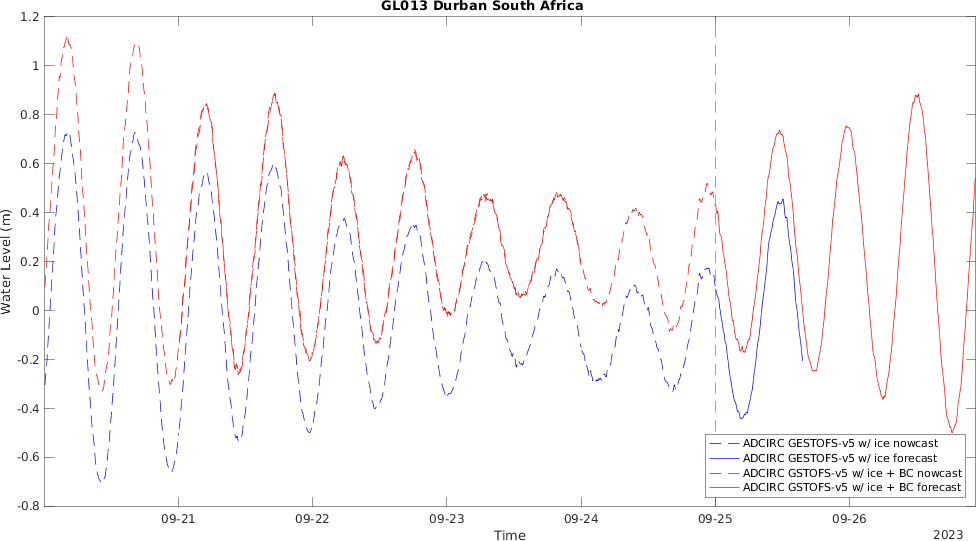 GL013 Durban South Africa
1.2
1
0.8
0.6
0.4
0.2
0
-0.2
-0.4
-0.6
-0.8
Water Level (m)
09-21 09-22 09-23 09-24 09-25 09-26
Time
2023
ADCIRC GESTOFS-v5 w/ ice nowcast
ADCIRC GESTOFS-v5 w/ ice forecast
ADCIRC GSTOFS-v5 w/ ice + BC nowcast
ADCIRC GSTOFS-v5 w/ ice + BC forecast